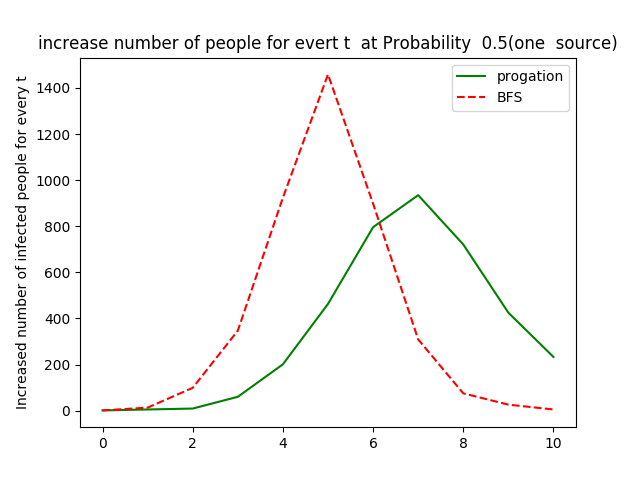 increase number of people for evert t  at Probability  0.5(one  source)
progation
BFS
Increased number of infected people for every t
1400
1200
1000
800
600
400
200
0
0 2 4 6 8 10